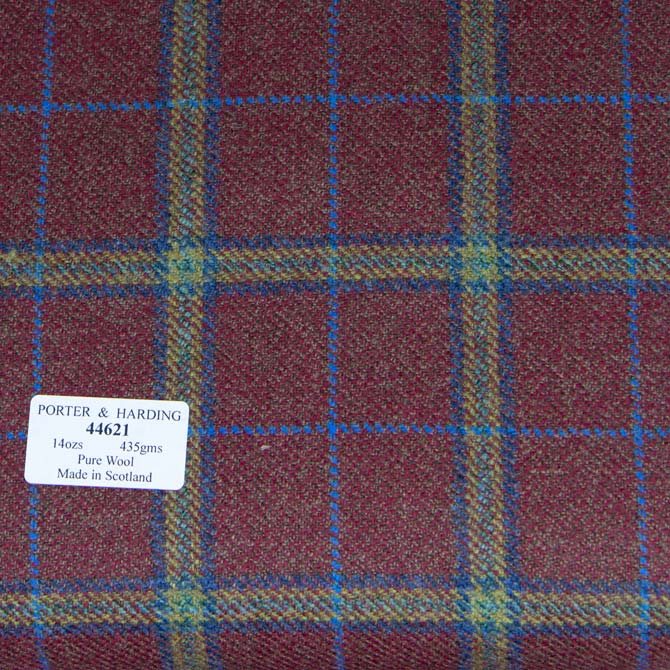 PORTER & HARDING
44621
14ozs 435gms
Pure Wool
Made in Scotland